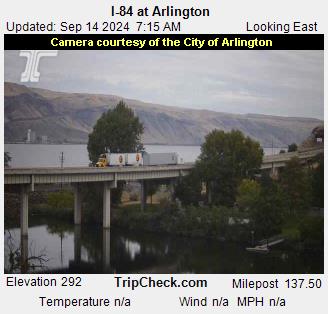 I-84 at Arlington
Updated: Sep 14 2024 7:15 AM Looking East
Camera courtesy of the City of Arlington
Elevation 292 TripCheck.com Milepost 137.50
Temperature n/a Wind n/a MPH n/a